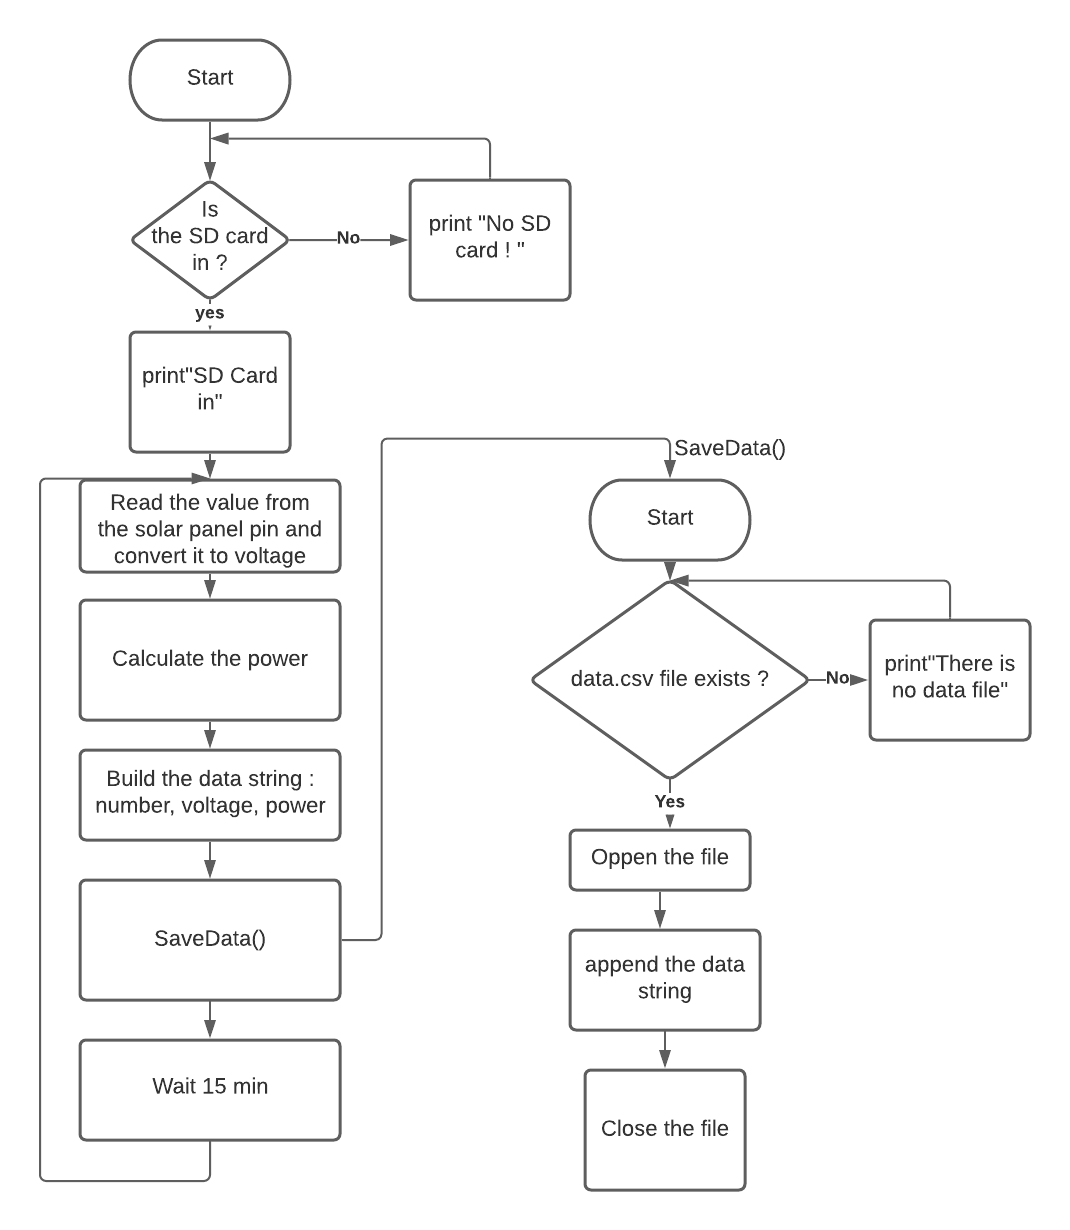 Start
Is
the SD card
in ?
No
print "No SD
card ! "
yes
print"SD Card
in"
Read the value from
the solar panel pin and
convert it to voltage
Calculate the power
Build the data string :
number, voltage, power
SaveData()
Wait 15 min
SaveData()
Start
data.csv file exists ?
No
print"There is
no data file"
Yes
Oppen the file
append the data
string
Close the file